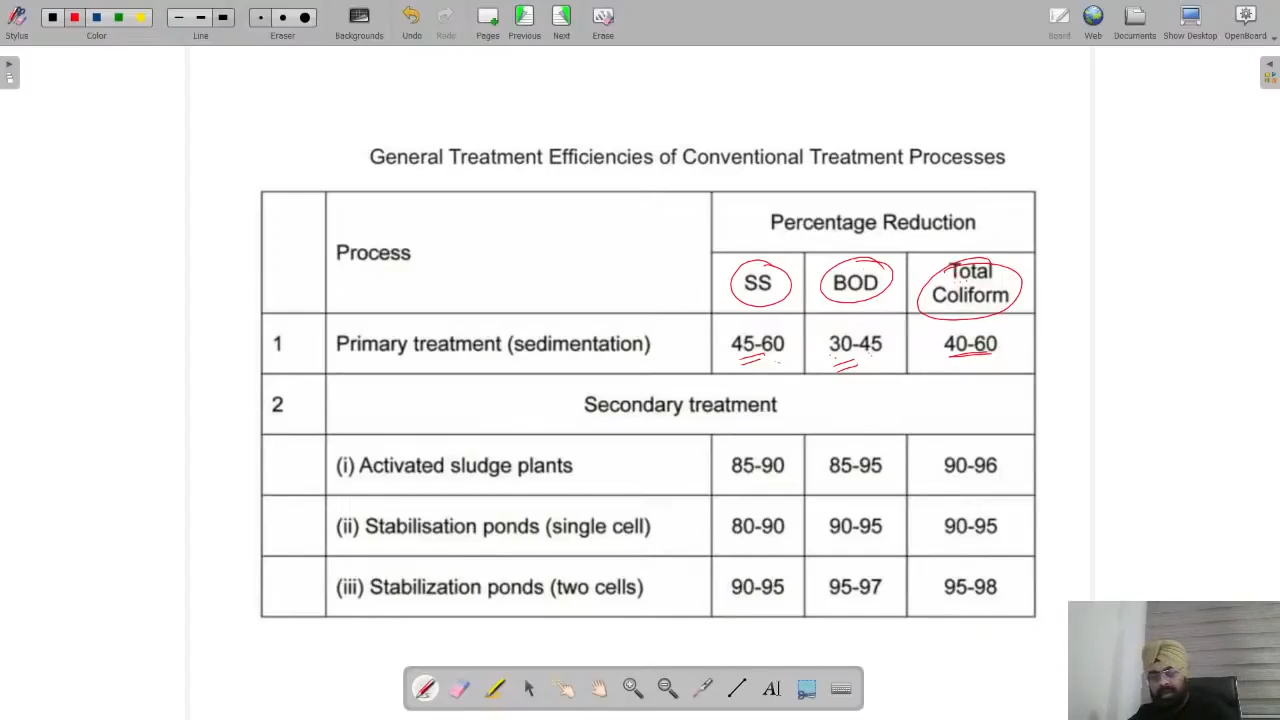 Stylus
Color
Line
Eraser
Backgrounds
Undo
Redo
Pages
Previous
Next
Erase
Board
Web
Documents
Show Desktop
OpenBoard
General Treatment Efficiencies of Conventional Treatment Processes
Process
Percentage Reduction
SS
BOD
Total
Coliform
1 Primary treatment (sedimentation) 45-60 30-45 40-60
2 Secondary treatment
(i) Activated sludge plants 85-90 85-95 90-96
(ii) Stabilisation ponds (single cell) 80-90 90-95 90-95
(iii) Stabilization ponds (two cells) 90-95 95-97 95-98